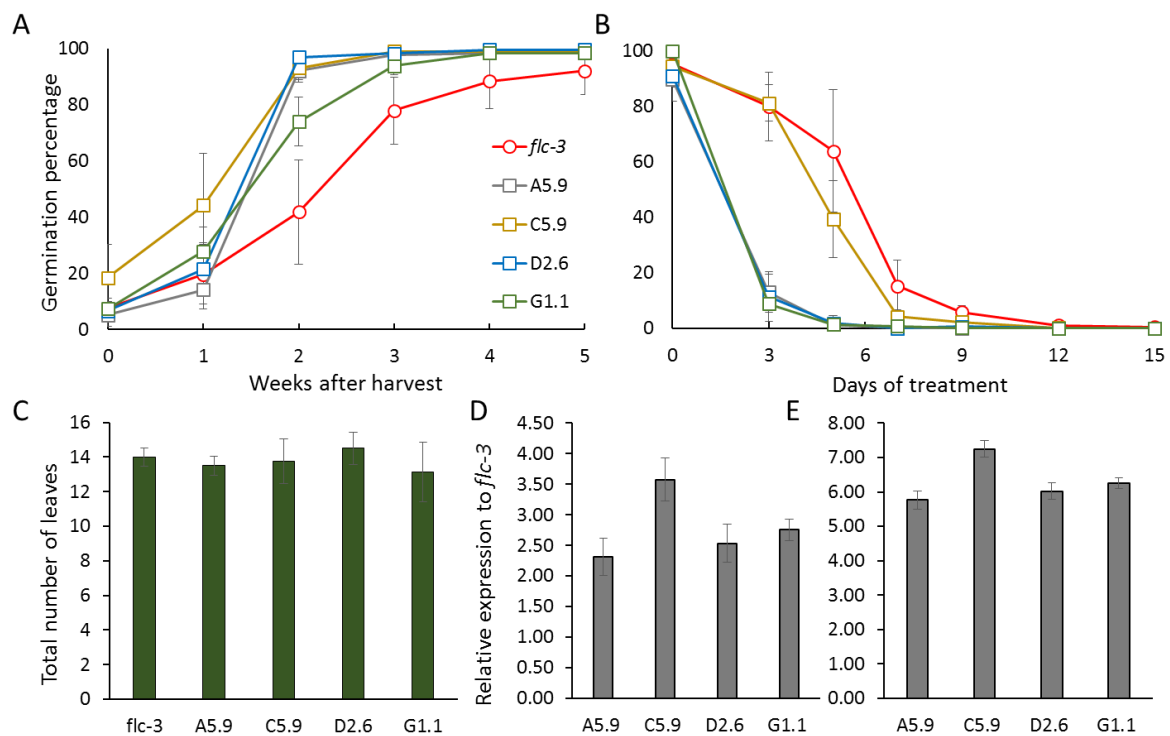 A
B
Germination percentage
100
80
60
40
20
0
0 1 2 3 4 5
Weeks after harvest
flc-3
A5.9
C5.9
D2.6
G1.1
100
80
60
40
20
0
0 3 6 9 12 15
Days of treatment
C
Total number of leaves
16
14
12
10
8
6
4
2
0
flc-3 A5.9 C5.9 D2.6 G1.1
D
Relative expression to flc-3
4.50
4.00
3.50
3.00
2.50
2.00
1.50
1.00
0.50
0.00
A5.9 C5.9 D2.6 G1.1
E
8.00
7.00
6.00
5.00
4.00
3.00
2.00
1.00
0.00
A5.9 C5.9 D2.6 G1.1